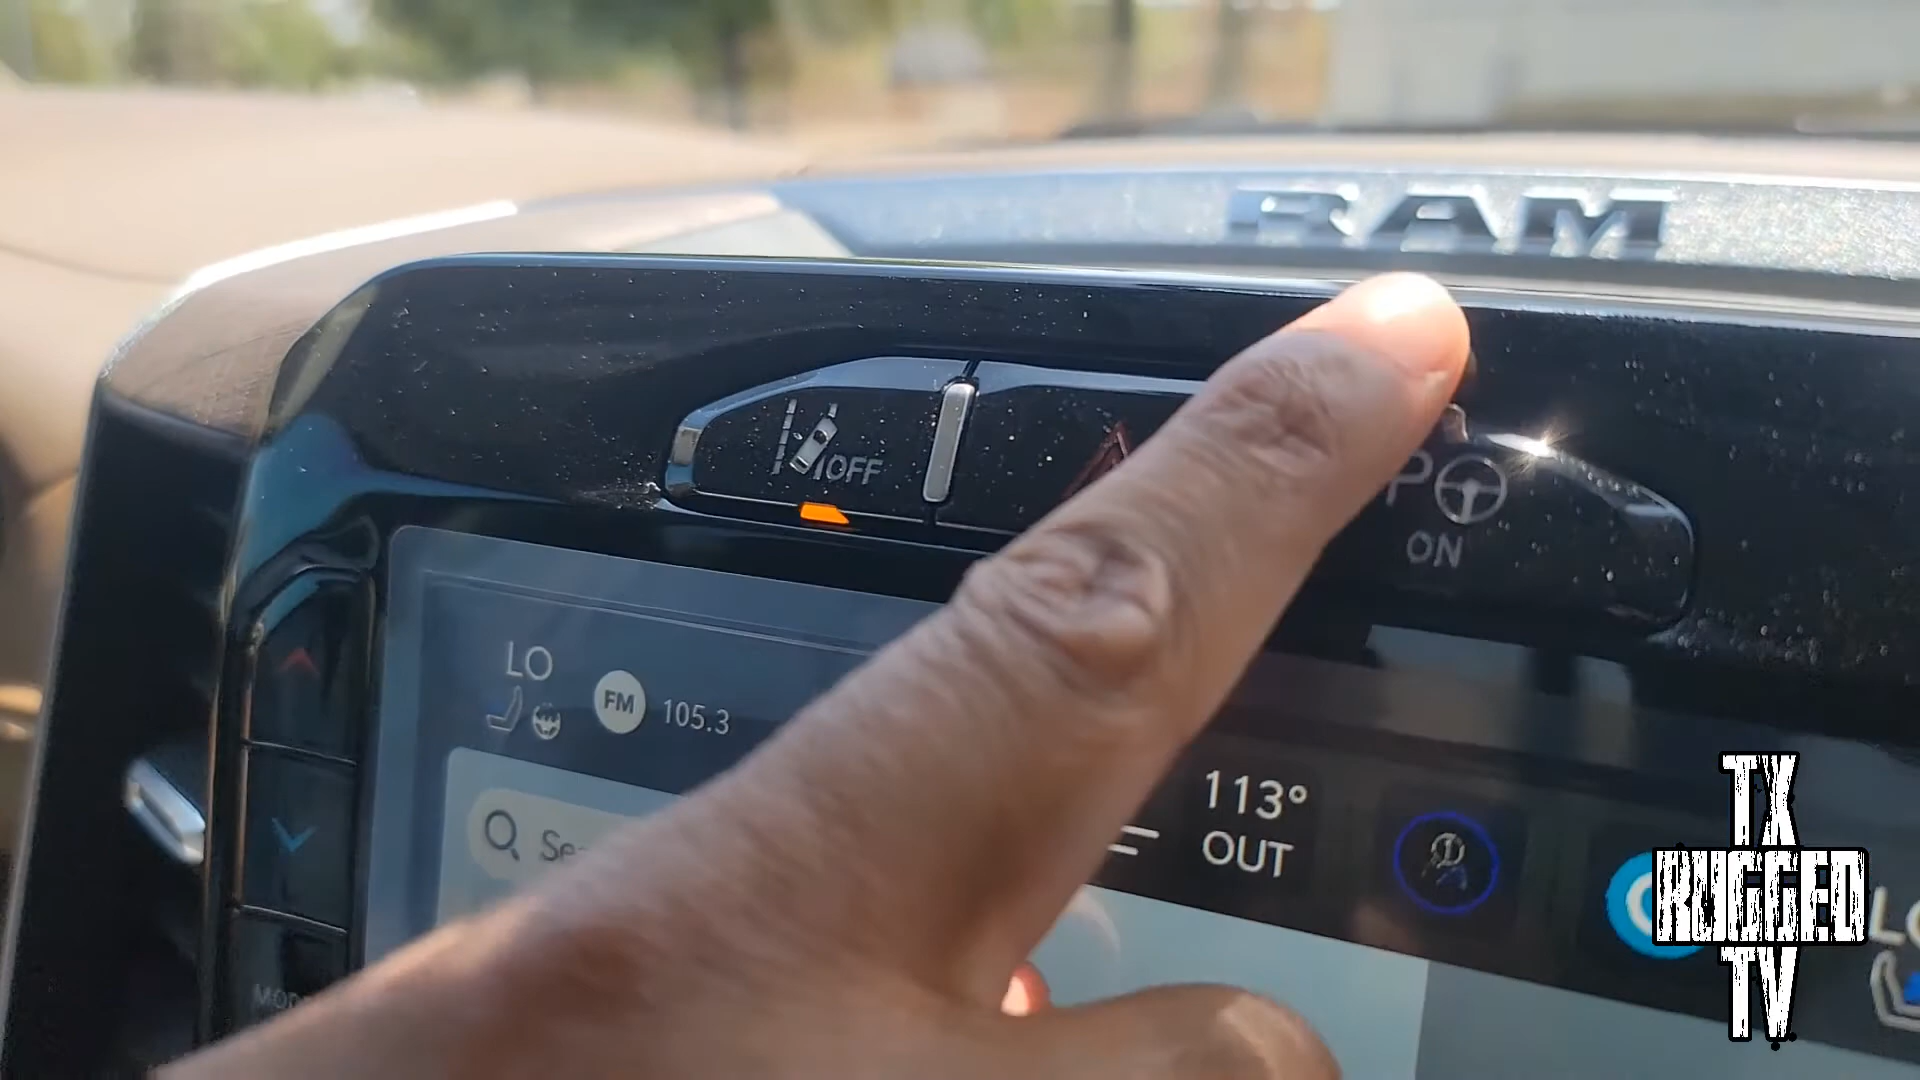 RAM
OFF
P
ON
LO
FM 105.3
113°
OUT
TX
RUGGED
TV